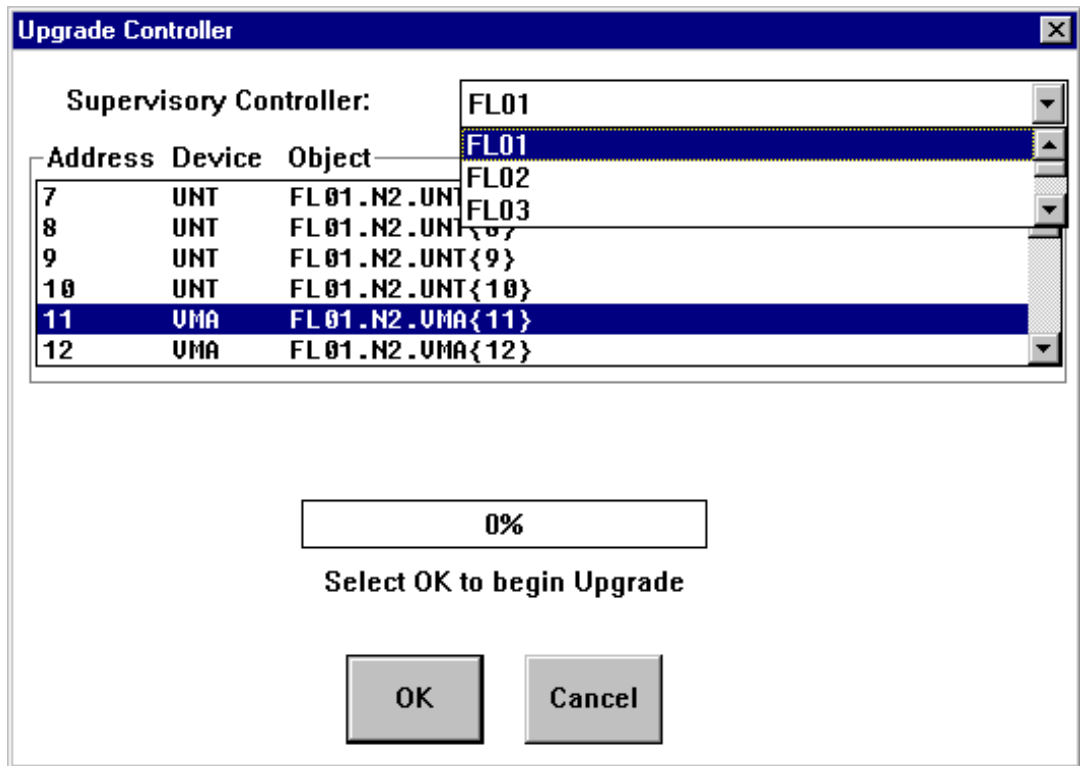 Upgrade Controller
Supervisory Controller: FL01
FL01
FL02
FL03
Address Device Object
7 UNT FL01.N2.UNT
8 UNT FL01.N2.UNT
9 UNT FL01.N2.UNT{9}
10 UNT FL01.N2.UNT{10}
11 VMA FL01.N2.VMA{11}
12 VMA FL01.N2.VMA{12}
0%
Select OK to begin Upgrade
OK Cancel